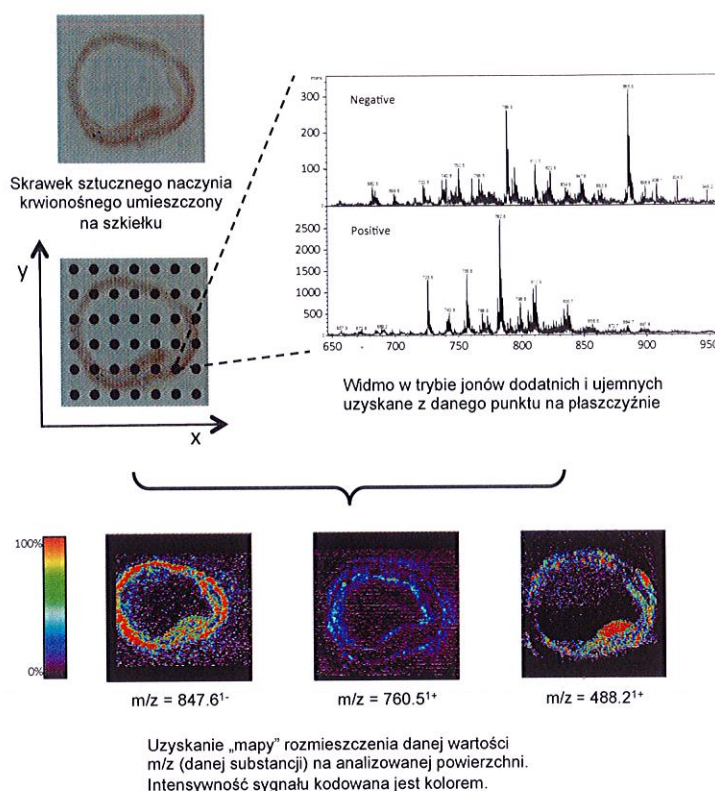 Skrawek sztucznego naczynia
krwionośnego umieszczony
na szkiełku
y
x
Negative
300
200
100
0
Positive
2500
2000
1500
1000
500
0
650
700
750
800
850
900
950
Widmo w trybie jonów dodatnich i ujemnych
uzyskane z danego punktu na płaszczyźnie
100%
0%
m/z = 847.6¹⁻
m/z = 760.5¹⁺
m/z = 488.2¹⁺
Uzyskanie „mapy” rozmieszczenia danej wartości
m/z (danej substancji) na analizowanej powierzchni.
Intensywność sygnału kodowana jest kolorem.